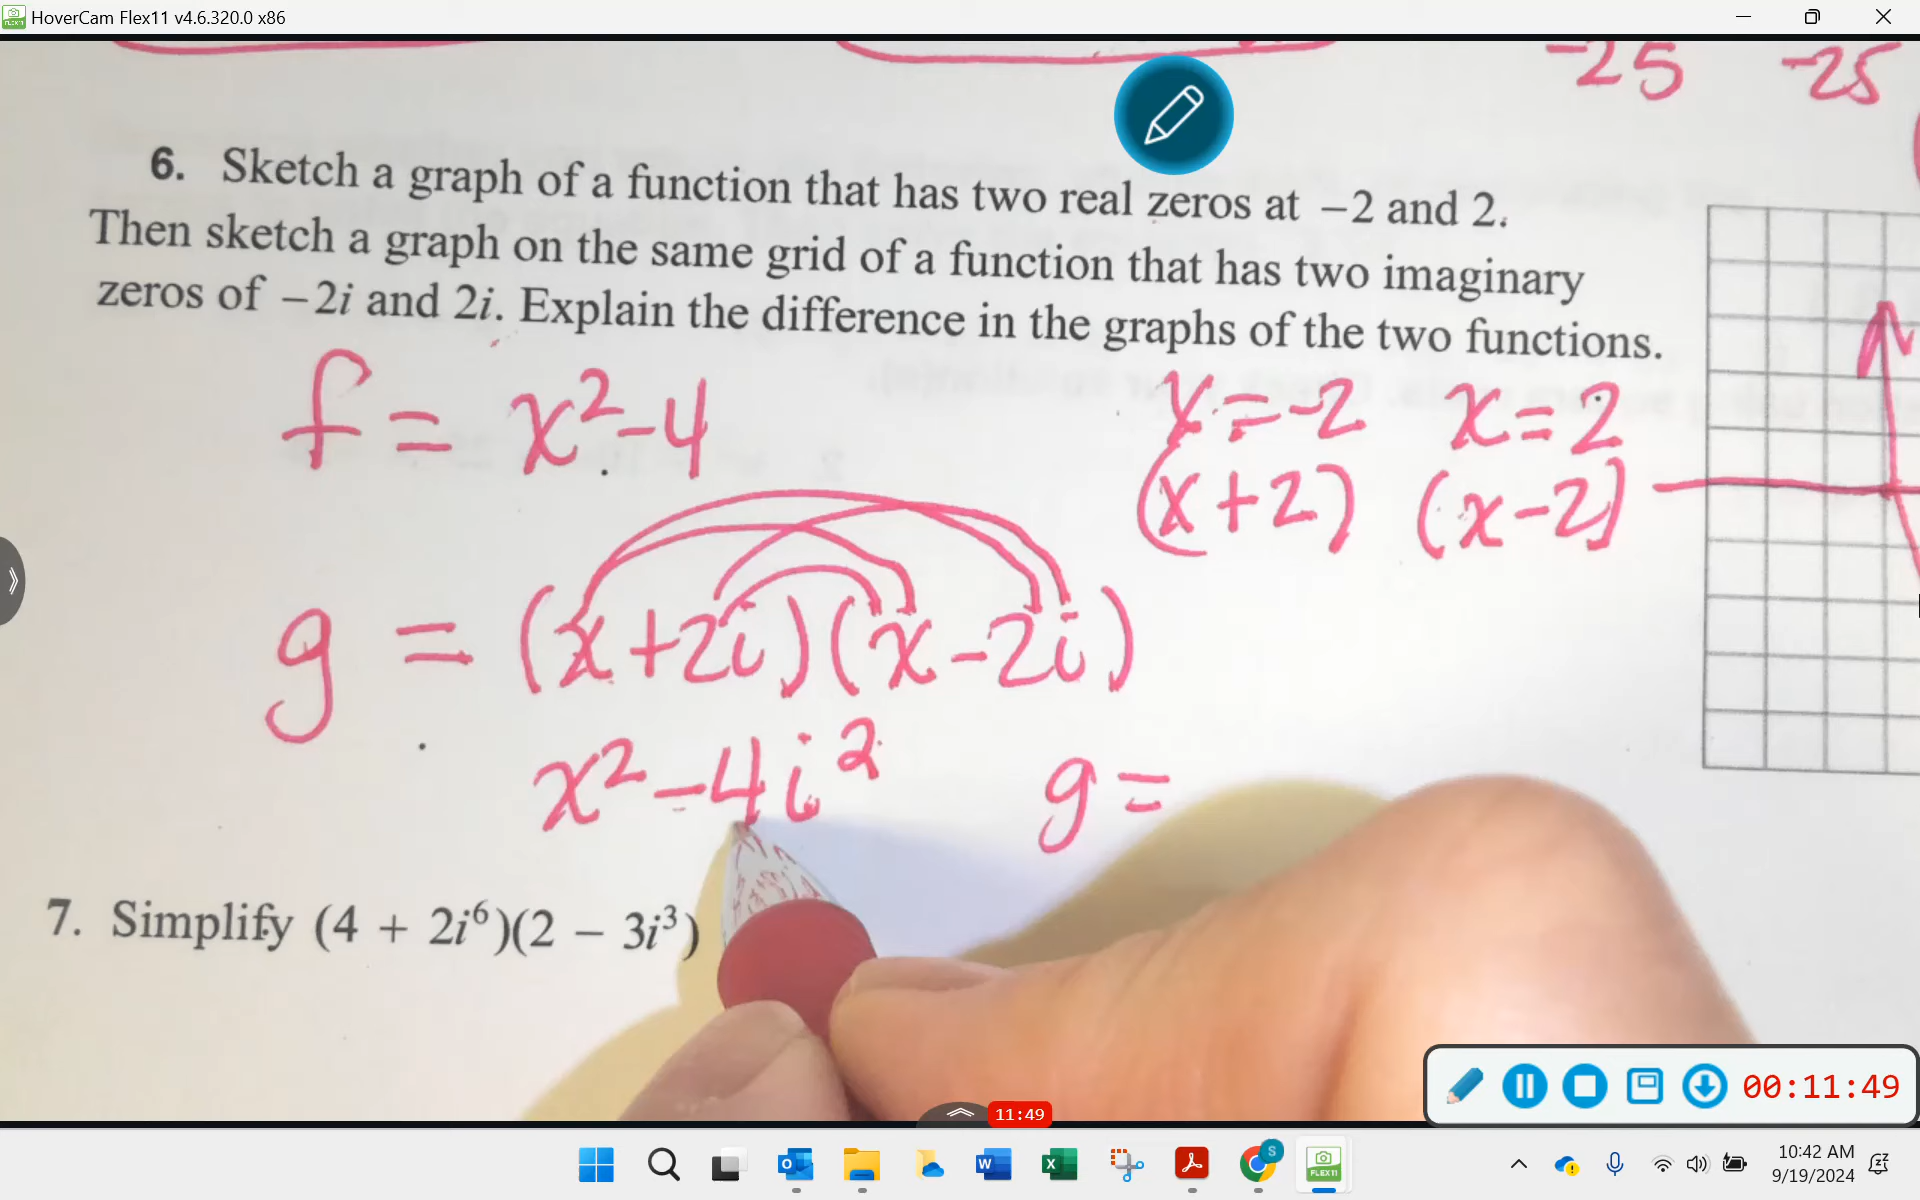 HoverCam Flex11 v4.6.320.0 x86
-25 -25
6. Sketch a graph of a function that has two real zeros at −2 and 2.
Then sketch a graph on the same grid of a function that has two imaginary
zeros of −2i and 2i. Explain the difference in the graphs of the two functions.
f = x²-4
x=-2 x=2
(x+2) (x-2)
g = (x+2i)(x-2i)
x²-4i² g=
7. Simplify (4 + 2i⁶)(2 − 3i³)
00:11:49
11:49
10:42 AM
9/19/2024
FLEX11
S